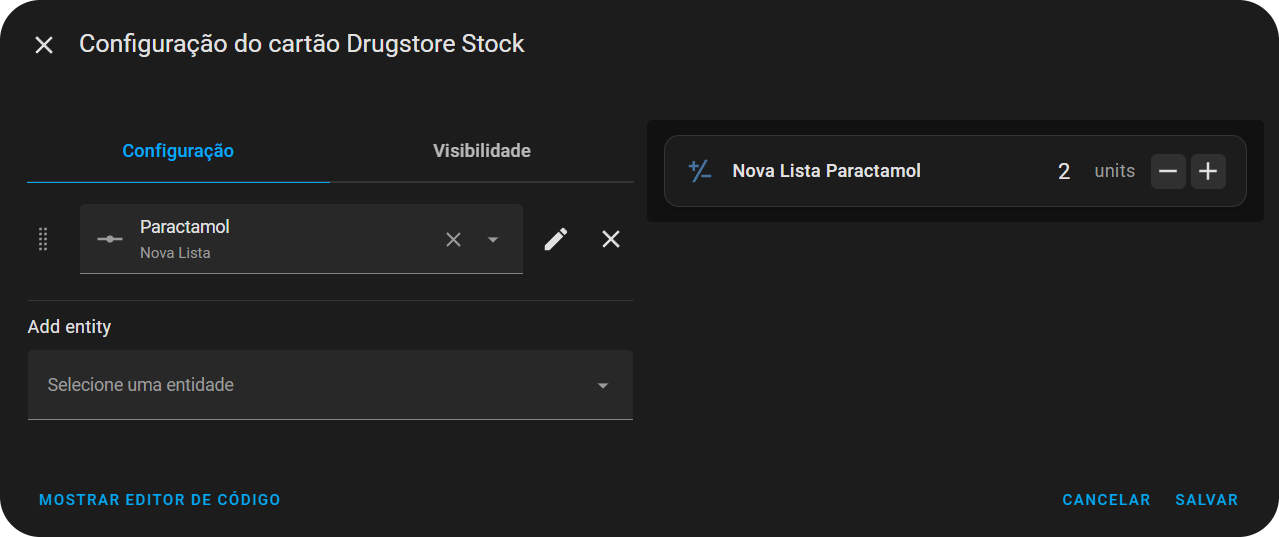 Configuração do cartão Drugstore Stock
Configuração
Visibilidade
Paractamol
Nova Lista
Add entity
Selecione uma entidade
Nova Lista Paractamol
2 units
MOSTRAR EDITOR DE CÓDIGO
CANCELAR
SALVAR